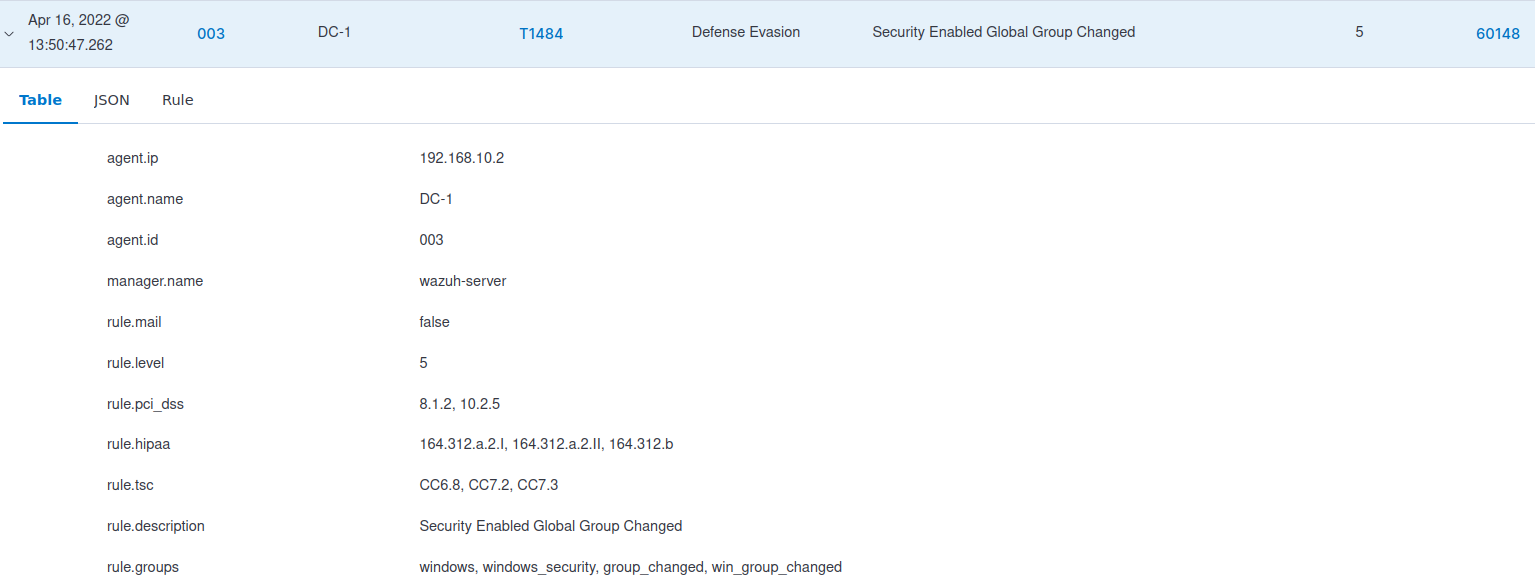 Apr 16, 2022 @
13:50:47.262 003 DC-1 T1484 Defense Evasion Security Enabled Global Group Changed 5 60148
Table JSON Rule
agent.ip 192.168.10.2
agent.name DC-1
agent.id 003
manager.name wazuh-server
rule.mail false
rule.level 5
rule.pci_dss 8.1.2, 10.2.5
rule.hipaa 164.312.a.2.I, 164.312.a.2.II, 164.312.b
rule.tsc CC6.8, CC7.2, CC7.3
rule.description Security Enabled Global Group Changed
rule.groups windows, windows_security, group_changed, win_group_changed